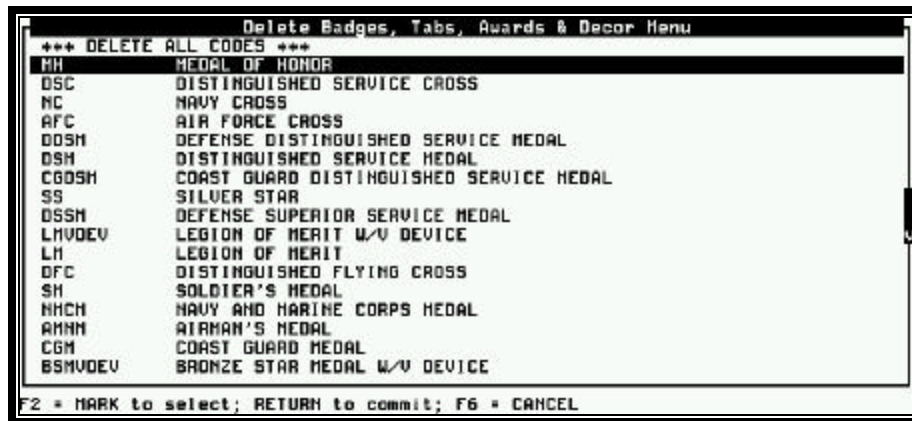 Delete Badges, Tabs, Awards & Decor Menu
*** DELETE ALL CODES ***
MH MEDAL OF HONOR
DSC DISTINGUISHED SERVICE CROSS
NC NAVY CROSS
AFC AIR FORCE CROSS
DDSM DEFENSE DISTINGUISHED SERVICE MEDAL
DSM DISTINGUISHED SERVICE MEDAL
CGDSM COAST GUARD DISTINGUISHED SERVICE MEDAL
SS SILVER STAR
DSSM DEFENSE SUPERIOR SERVICE MEDAL
LMVDEV LEGION OF MERIT W/V DEVICE
LM LEGION OF MERIT
DFC DISTINGUISHED FLYING CROSS
SM SOLDIER'S MEDAL
NMCM NAVY AND MARINE CORPS MEDAL
AMNM AIRMAN'S MEDAL
CGM COAST GUARD MEDAL
BSMVDEV BRONZE STAR MEDAL W/V DEVICE
F2 = MARK to select; RETURN to commit; F6 = CANCEL